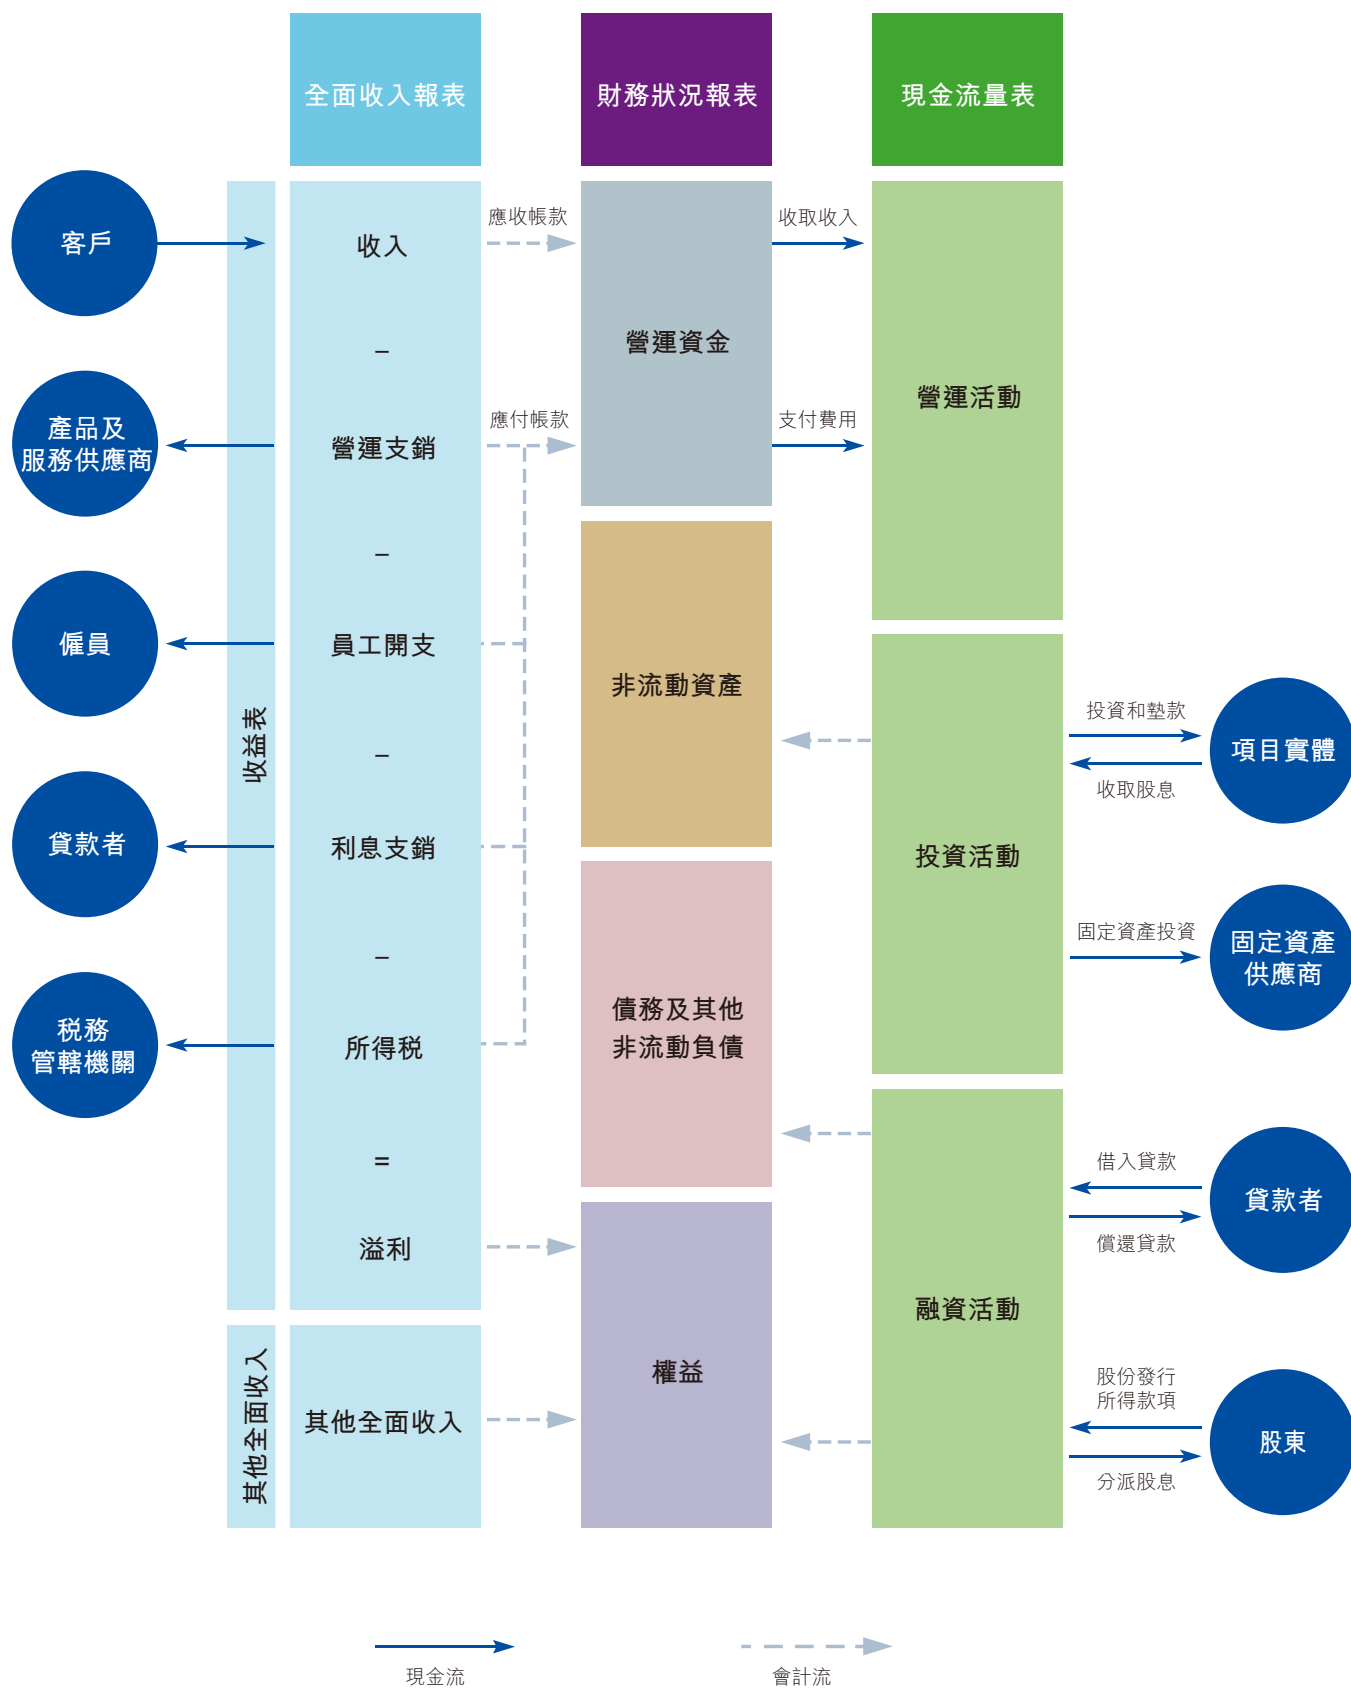 全面收入報表
財務狀況報表
現金流量表
客戶
收入
應收帳款
收取收入
–
營運資金
營運活動
產品及
服務供應商
營運支銷
應付帳款
支付費用
–
僱員
員工開支
非流動資產
收益表
–
投資和墊款
收取股息
項目實體
貸款者
利息支銷
投資活動
–
固定資產投資
固定資產
供應商
稅務
管轄機關
所得稅
債務及其他
非流動負債
=
借入貸款
償還貸款
貸款者
溢利
融資活動
其他全面收入
其他全面收入
權益
股份發行
所得款項
分派股息
股東
現金流
會計流